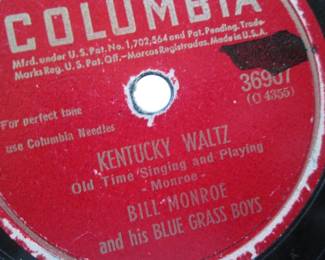 COLUMBIA
Mfrd. under U.S. Pat. No. 1,702,564 and Pat. Pending. Trade-
Marks Reg. U.S. Pat. Off.—Marcas Registradas. Made in U.S.A.
36907
(C 4355)
For perfect tone
use Columbia Needles
KENTUCKY WALTZ
Old Time Singing and Playing
- Monroe -
BILL MONROE
and his BLUE GRASS BOYS